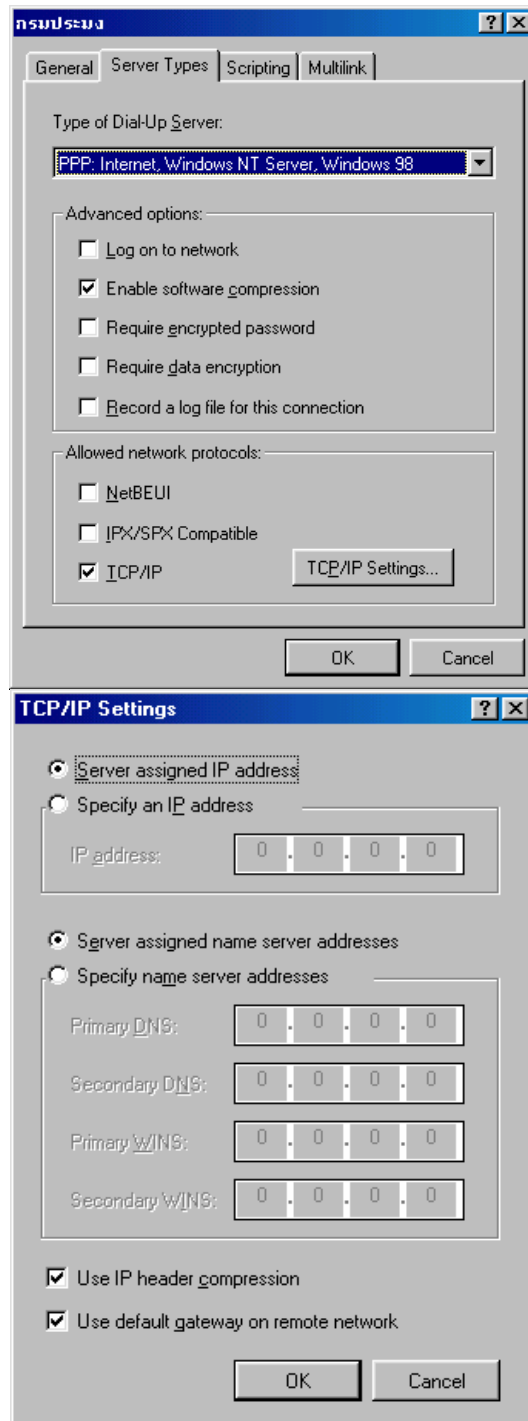 กรมประมง
General Server Types Scripting Multilink
Type of Dial-Up Server:
PPP: Internet, Windows NT Server, Windows 98
Advanced options:
Log on to network
Enable software compression
Require encrypted password
Require data encryption
Record a log file for this connection
Allowed network protocols:
NetBEUI
IPX/SPX Compatible
TCP/IP TCP/IP Settings...
OK Cancel
TCP/IP Settings
Server assigned IP address
Specify an IP address
IP address: 0 . 0 . 0 . 0
Server assigned name server addresses
Specify name server addresses
Primary DNS: 0 . 0 . 0 . 0
Secondary DNS: 0 . 0 . 0 . 0
Primary WINS: 0 . 0 . 0 . 0
Secondary WINS: 0 . 0 . 0 . 0
Use IP header compression
Use default gateway on remote network
OK Cancel